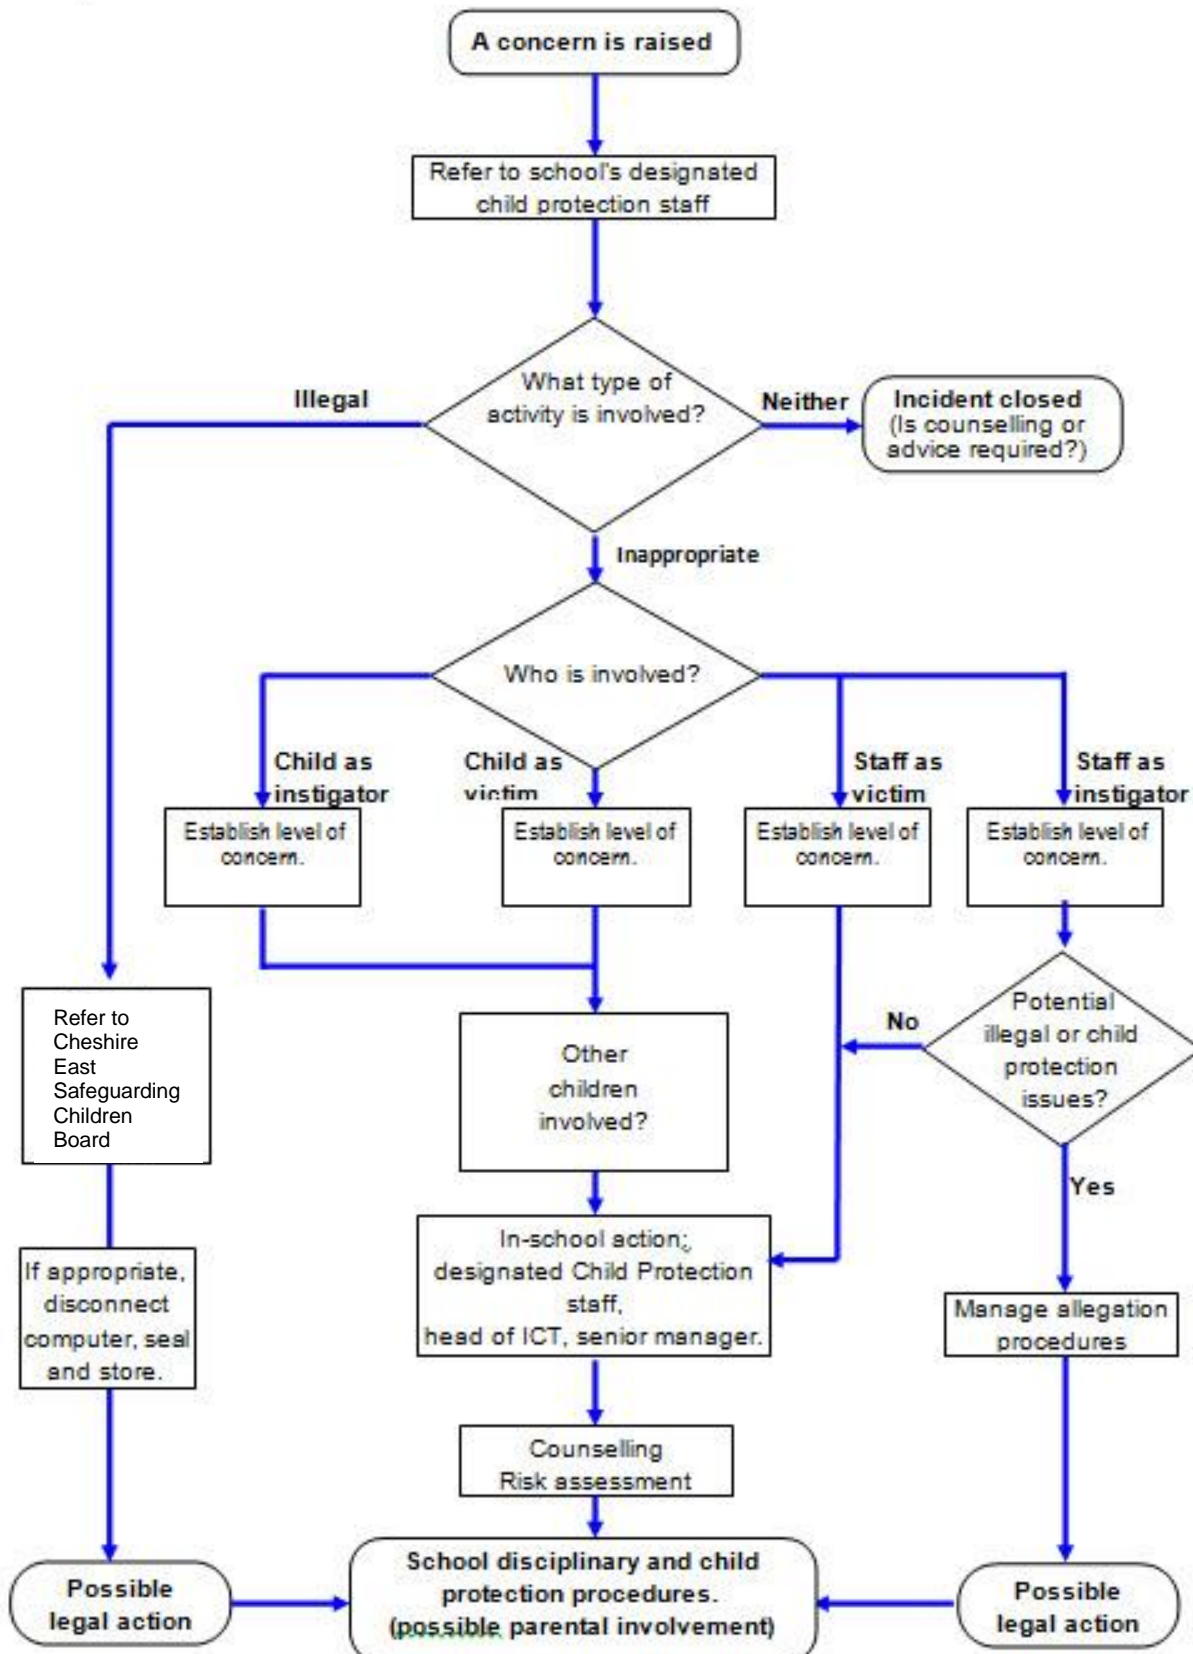 A concern is raised
Refer to school's designated
child protection staff
What type of
activity is involved?
Illegal
Neither
Incident closed
(Is counselling or
advice required?)
Inappropriate
Who is involved?
Child as
instigator
Child as
victim
Staff as
victim
Staff as
instigator
Establish level of
concern.
Establish level of
concern.
Establish level of
concern.
Establish level of
concern.
Refer to
Cheshire
East
Safeguarding
Children
Board
Other
children
involved?
No
Potential
illegal or child
protection
issues?
Yes
If appropriate,
disconnect
computer, seal
and store.
In-school action;
designated Child Protection
staff,
head of ICT, senior manager.
Manage allegation
procedures
Counselling
Risk assessment
Possible
legal action
School disciplinary and child
protection procedures.
(possible parental involvement)
Possible
legal action